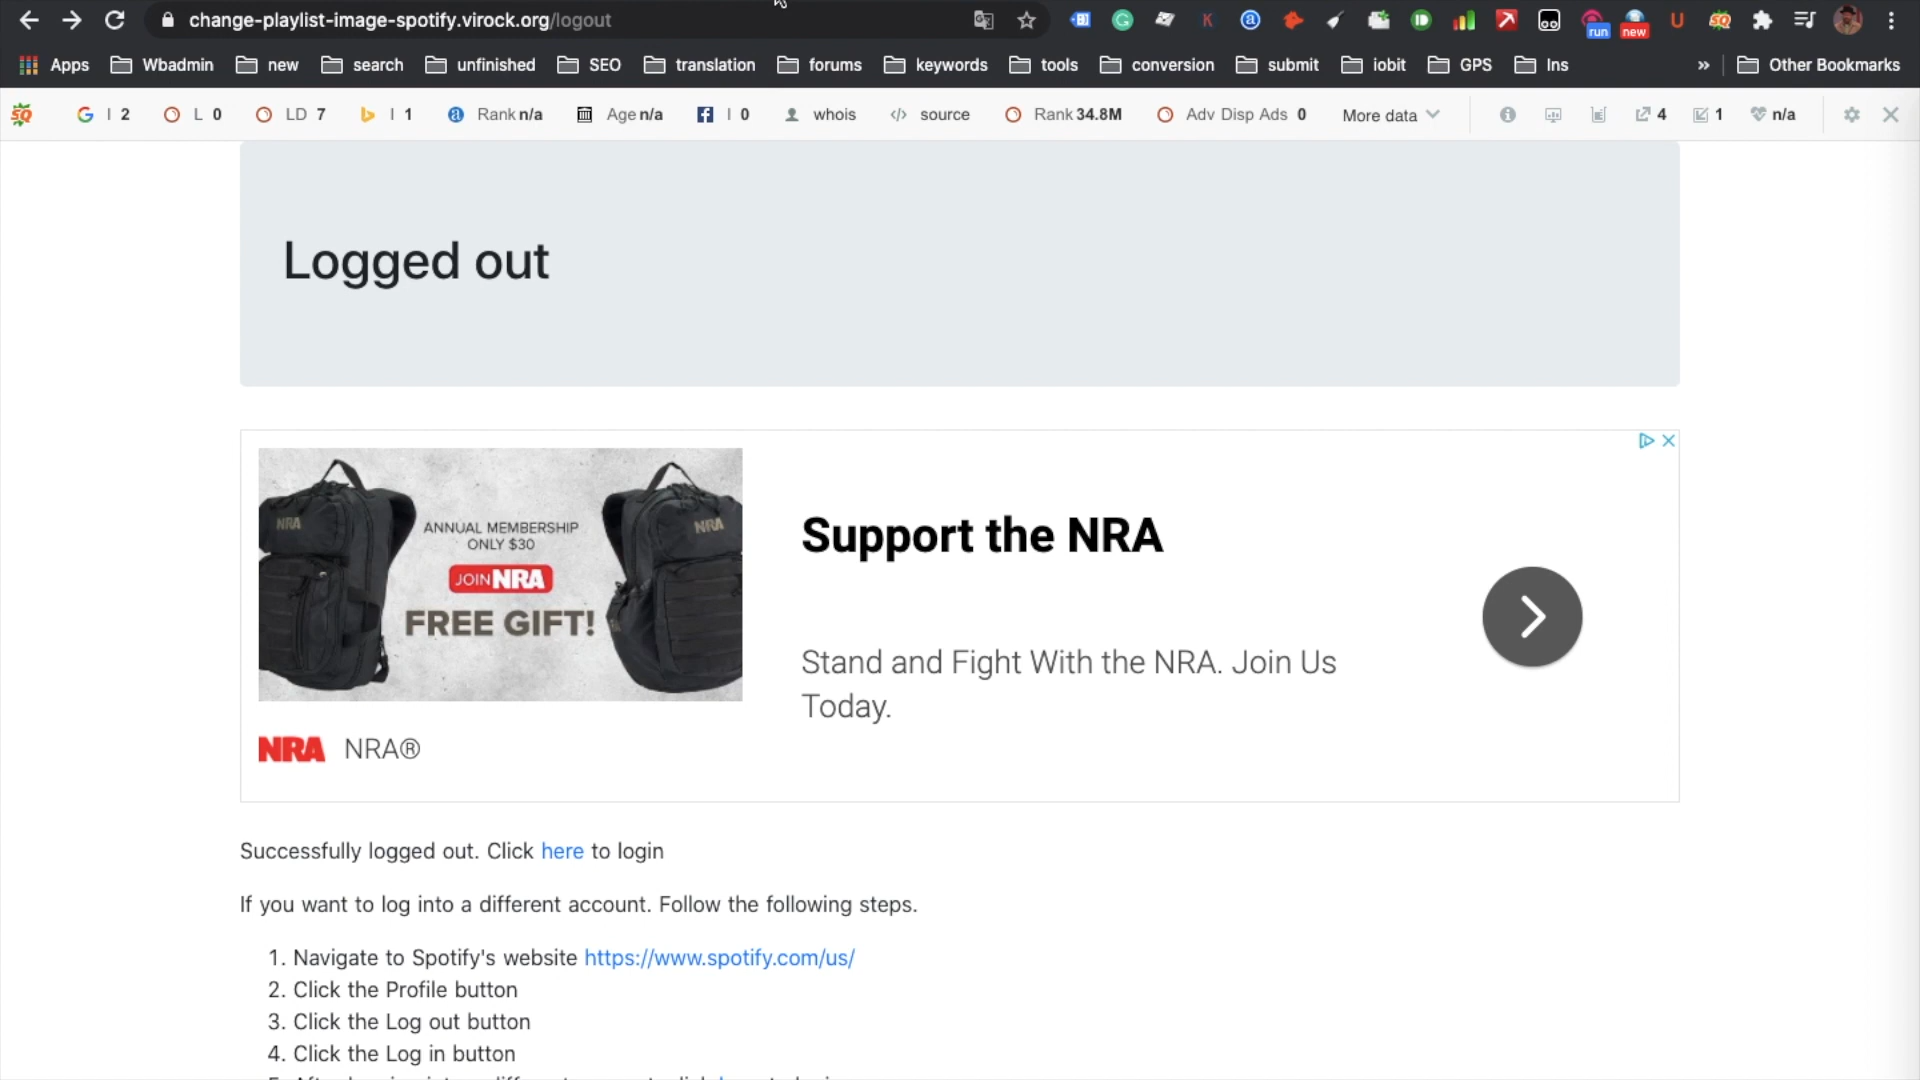 change-playlist-image-spotify.virock.org/logout
run new
Apps Wbadmin new search unfinished SEO translation forums keywords tools conversion submit iobit GPS Ins » Other Bookmarks
SQ I 2 L 0 LD 7 I 1 Rank n/a Age n/a I 0 whois source Rank 34.8M Adv Disp Ads 0 More data 4 1 n/a
Logged out
NRA NRA
ANNUAL MEMBERSHIP
ONLY $30
JOIN NRA
FREE GIFT!
Support the NRA
Stand and Fight With the NRA. Join Us
Today.
NRA NRA®
Successfully logged out. Click here to login
If you want to log into a different account. Follow the following steps.
1. Navigate to Spotify's website https://www.spotify.com/us/
2. Click the Profile button
3. Click the Log out button
4. Click the Log in button